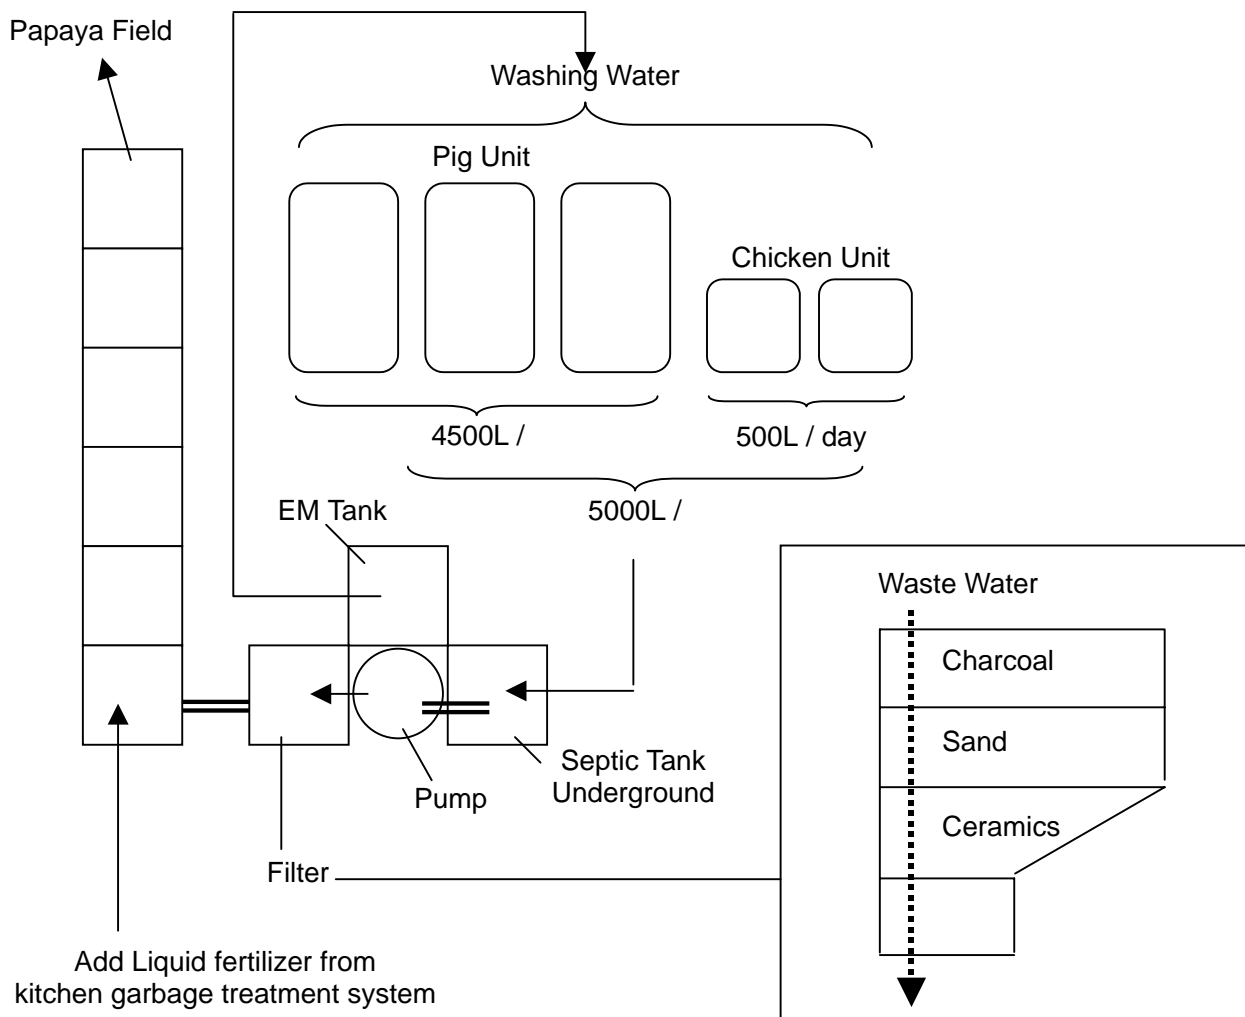 Papaya Field
Washing Water
Pig Unit
Chicken Unit
4500L /
500L / day
EM Tank
5000L /
Waste Water
Charcoal
Sand
Ceramics
Septic Tank
Underground
Pump
Filter
Add Liquid fertilizer from
kitchen garbage treatment system